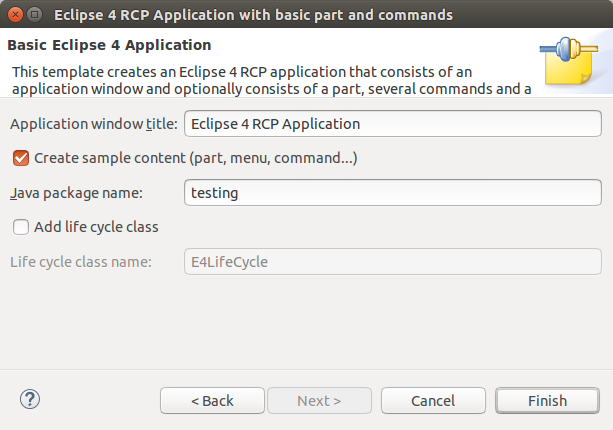 Eclipse 4 RCP Application with basic part and commands
Basic Eclipse 4 Application
This template creates an Eclipse 4 RCP application that consists of an
application window and optionally consists of a part, several commands and a
Application window title: Eclipse 4 RCP Application
Create sample content (part, menu, command...)
Java package name: testing
Add life cycle class
Life cycle class name: E4LifeCycle
? < Back Next > Cancel Finish